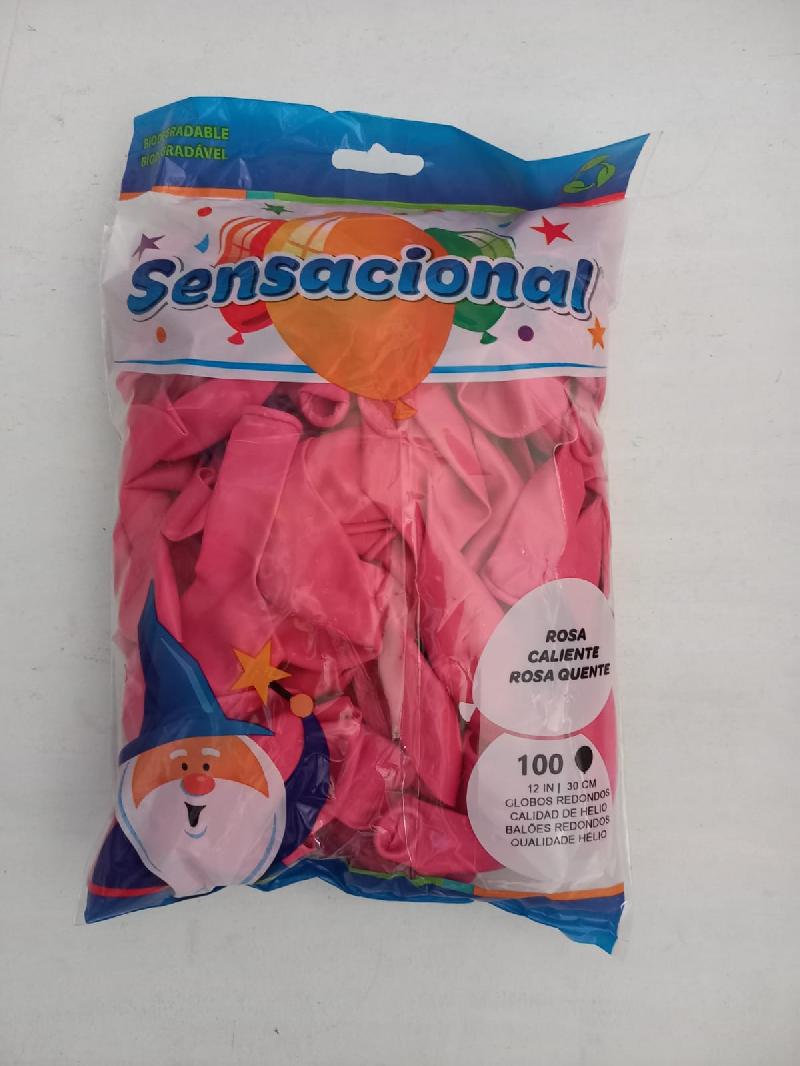 BIODEGRADABLE
BIODEGRADÁVEL
Sensacional
ROSA
CALIENTE
ROSA QUENTE
100
12 IN | 30 CM
GLOBOS REDONDOS
CALIDAD DE HELIO
BALÕES REDONDOS
QUALIDADE HÉLIO